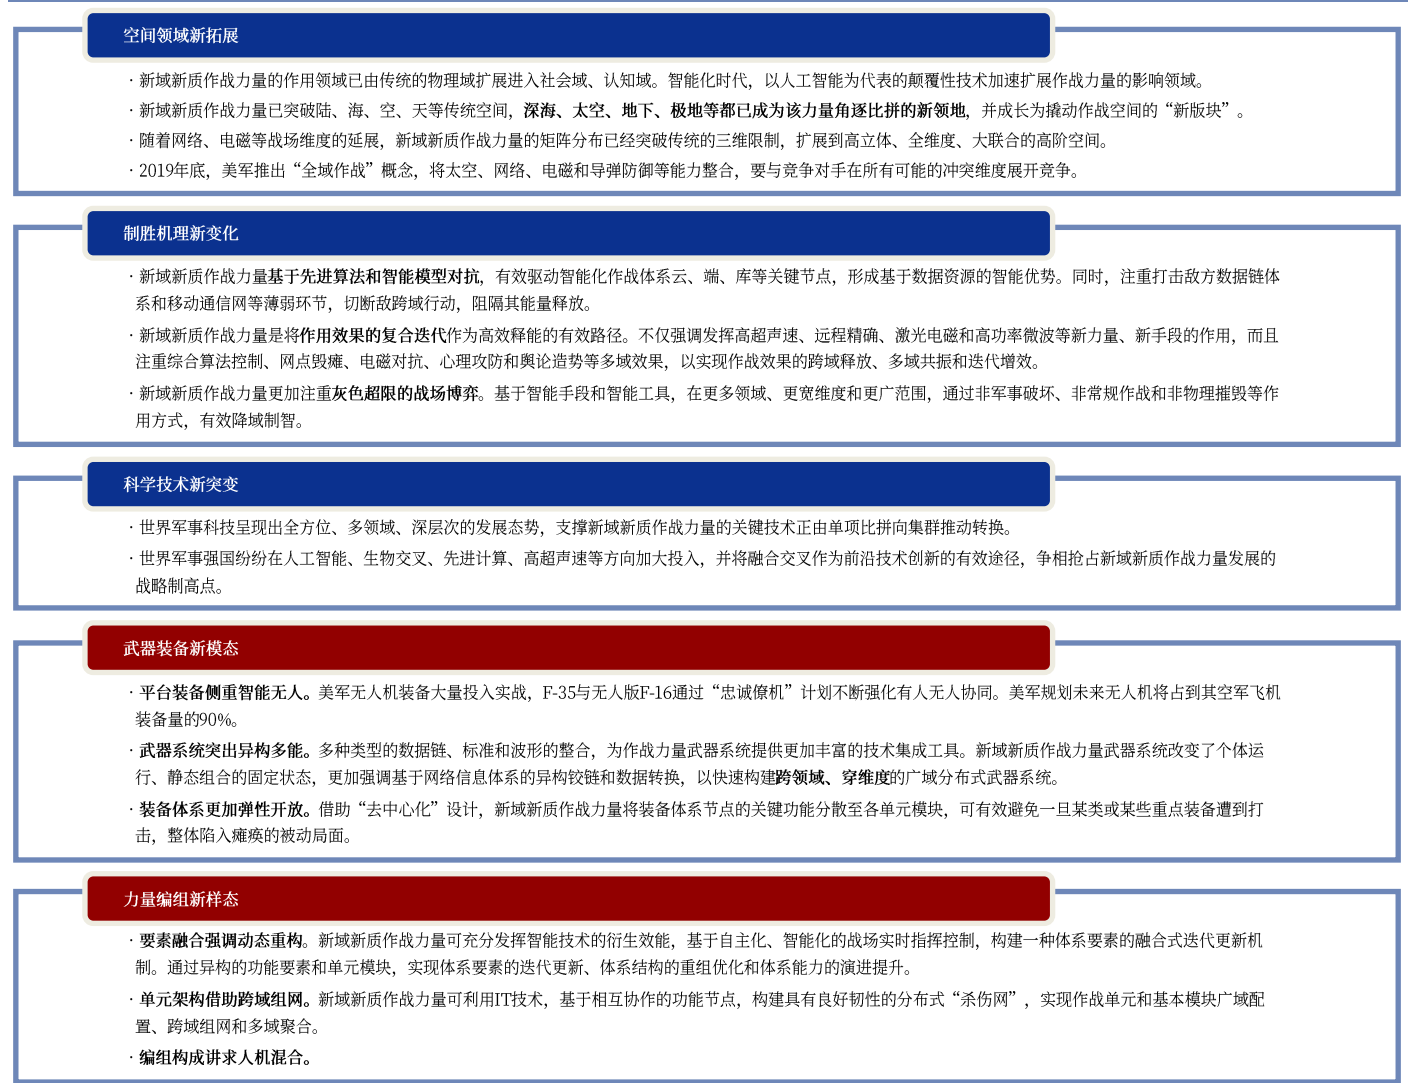 空间领域新拓展
· 新域新质作战力量的作用领域已由传统的物理域扩展进入社会域、认知域。智能化时代，以人工智能为代表的颠覆性技术加速扩展作战力量的影响领域。
· 新域新质作战力量已突破陆、海、空、天等传统空间，深海、太空、地下、极地等都已成为该力量角逐比拼的新领地，并成长为撬动作战空间的“新版块”。
· 随着网络、电磁等战场维度的延展，新域新质作战力量的矩阵分布已经突破传统的三维限制，扩展到高立体、全维度、大联合的高阶空间。
· 2019年底，美军推出“全域作战”概念，将太空、网络、电磁和导弹防御等能力整合，要与竞争对手在所有可能的冲突维度展开竞争。
制胜机理新变化
· 新域新质作战力量基于先进算法和智能模型对抗，有效驱动智能化作战体系云、端、库等关键节点，形成基于数据资源的智能优势。同时，注重打击敌方数据链体
系和移动通信网等薄弱环节，切断敌跨域行动，阻隔其能量释放。
· 新域新质作战力量是将作用效果的复合迭代作为高效释能的有效路径。不仅强调发挥高超声速、远程精确、激光电磁和高功率微波等新力量、新手段的作用，而且
注重综合算法控制、网点毁瘫、电磁对抗、心理攻防和舆论造势等多域效果，以实现作战效果的跨域释放、多域共振和迭代增效。
· 新域新质作战力量更加注重灰色超限的战场博弈。基于智能手段和智能工具，在更多领域、更宽维度和更广范围，通过非军事破坏、非常规作战和非物理摧毁等作
用方式，有效降域制智。
科学技术新突变
· 世界军事科技呈现出全方位、多领域、深层次的发展态势，支撑新域新质作战力量的关键技术正由单项比拼向集群推动转换。
· 世界军事强国纷纷在人工智能、生物交叉、先进计算、高超声速等方向加大投入，并将融合交叉作为前沿技术创新的有效途径，争相抢占新域新质作战力量发展的
战略制高点。
武器装备新模态
· 平台装备侧重智能无人。美军无人机装备大量投入实战，F-35与无人版F-16通过“忠诚僚机”计划不断强化有人无人协同。美军规划未来无人机将占到其空军飞机
装备量的90%。
· 武器系统突出异构多能。多种类型的数据链、标准和波形的整合，为作战力量武器系统提供更加丰富的技术集成工具。新域新质作战力量武器系统改变了个体运
行、静态组合的固定状态，更加强调基于网络信息体系的异构铰链和数据转换，以快速构建跨领域、穿维度的广域分布式武器系统。
· 装备体系更加弹性开放。借助“去中心化”设计，新域新质作战力量将装备体系节点的关键功能分散至各单元模块，可有效避免一旦某类或某些重点装备遭到打
击，整体陷入瘫痪的被动局面。
力量编组新样态
· 要素融合强调动态重构。新域新质作战力量可充分发挥智能技术的衍生效能，基于自主化、智能化的战场实时指挥控制，构建一种体系要素的融合式迭代更新机
制。通过异构的功能要素和单元模块，实现体系要素的迭代更新、体系结构的重组优化和体系能力的演进提升。
· 单元架构借助跨域组网。新域新质作战力量可利用IT技术，基于相互协作的功能节点，构建具有良好韧性的分布式“杀伤网”，实现作战单元和基本模块广域配
置、跨域组网和多域聚合。
· 编组构成讲求人机混合。